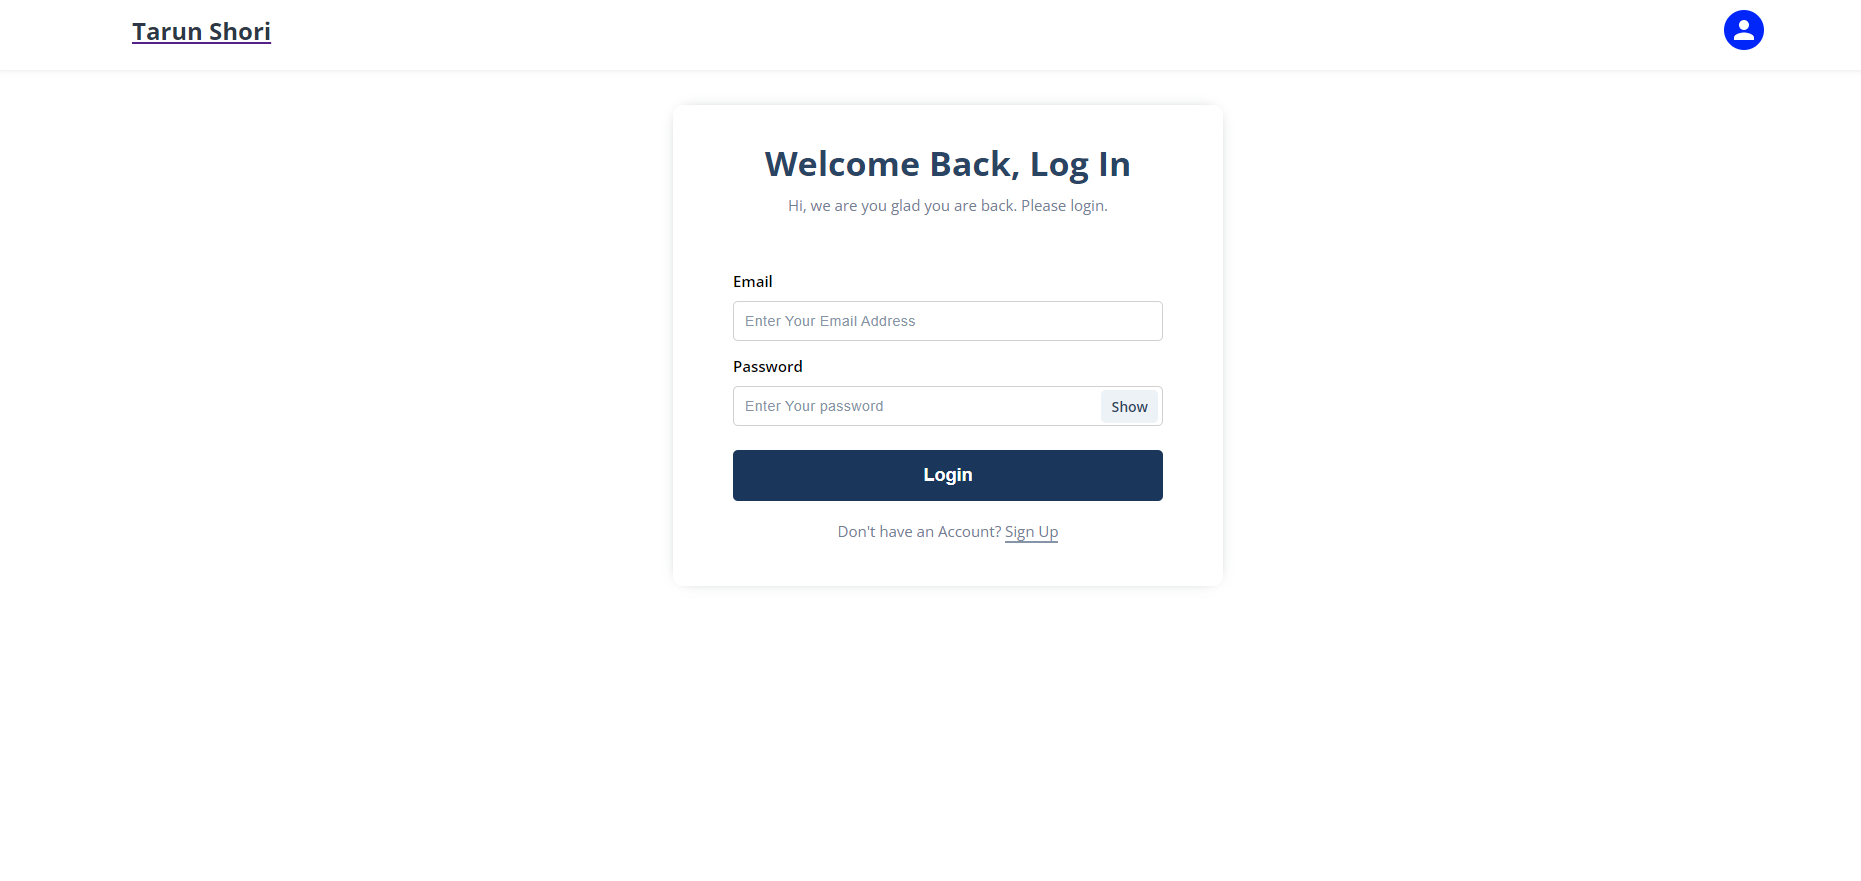 Tarun Shori
Welcome Back, Log In
Hi, we are you glad you are back. Please login.
Email
Enter Your Email Address
Password
Enter Your password
Show
Login
Don't have an Account? Sign Up